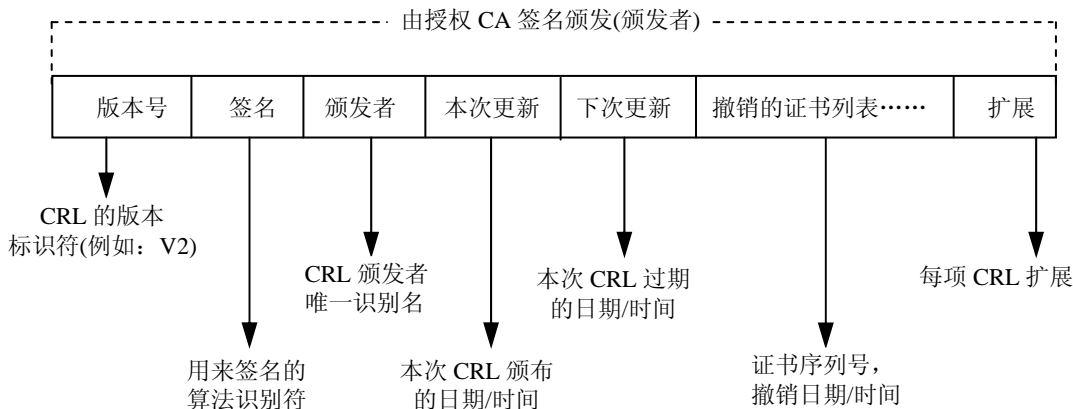 由授权 CA 签名颁发(颁发者)
版本号 签名 颁发者 本次更新 下次更新 撤销的证书列表…… 扩展
CRL 的版本
标识符(例如：V2)
CRL 颁发者
唯一识别名
本次 CRL 过期
的日期/时间
每项 CRL 扩展
用来签名的
算法识别符
本次 CRL 颁布
的日期/时间
证书序列号，
撤销日期/时间